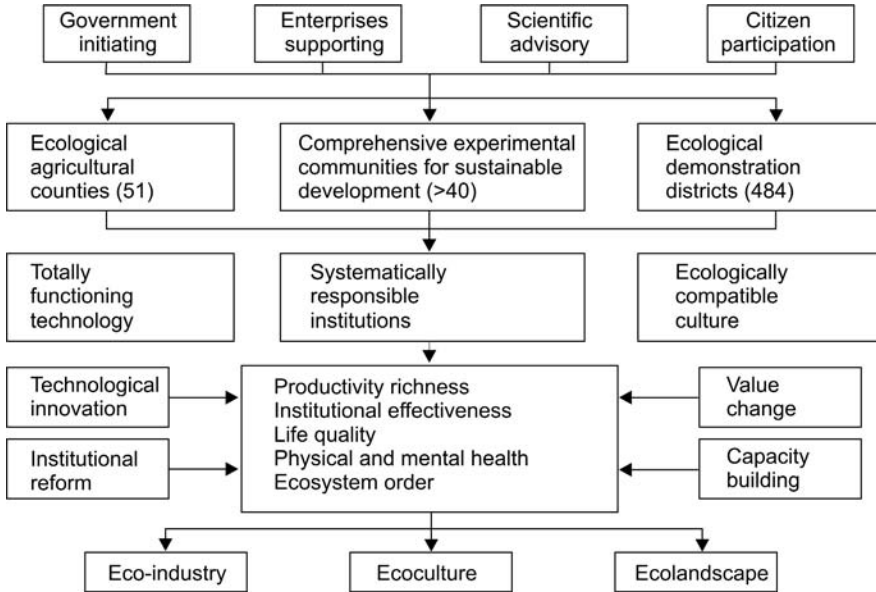 Government
initiating
Enterprises
supporting
Scientific
advisory
Citizen
participation
Ecological
agricultural
counties (51)
Comprehensive experimental
communities for sustainable
development (>40)
Ecological
demonstration
districts (484)
Totally
functioning
technology
Systematically
responsible
institutions
Ecologically
compatible
culture
Technological
innovation
Institutional
reform
Productivity richness
Institutional effectiveness
Life quality
Physical and mental health
Ecosystem order
Value
change
Capacity
building
Eco-industry
Ecoculture
Ecolandscape